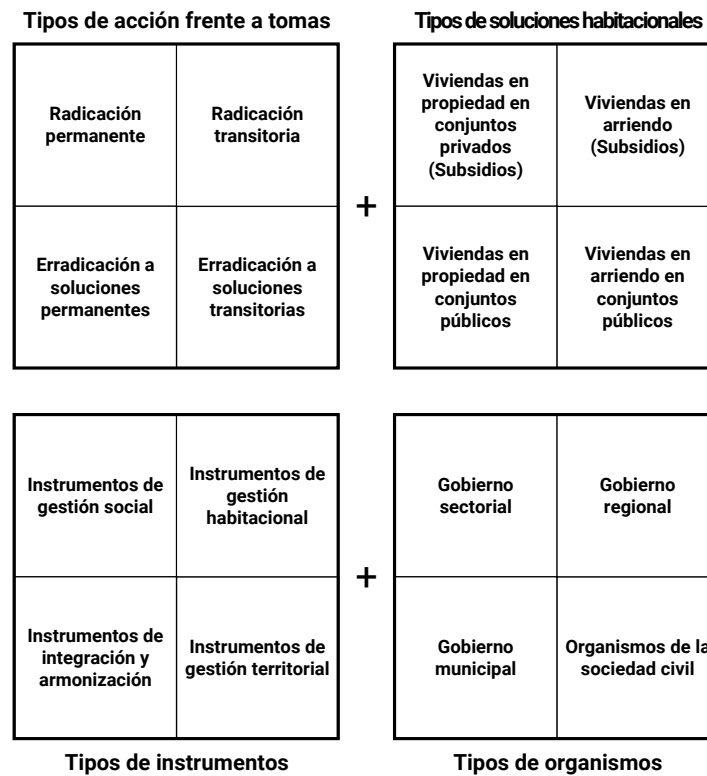 Tipos de acción frente a tomas
Radicación
permanente
Radicación
transitoria
Erradicación a
soluciones
permanentes
Erradicación a
soluciones
transitorias
+
Tipos de soluciones habitacionales
Viviendas en
propiedad en
conjuntos
privados
(Subsidios)
Viviendas en
arriendo
(Subsidios)
Viviendas en
propiedad en
conjuntos
públicos
Viviendas en
arriendo en
conjuntos
públicos
Instrumentos de
gestión social
Instrumentos de
gestión
habitacional
Instrumentos de
integración y
armonización
Instrumentos de
gestión territorial
Tipos de instrumentos
+
Gobierno
sectorial
Gobierno
regional
Gobierno
municipal
Organismos de la
sociedad civil
Tipos de organismos